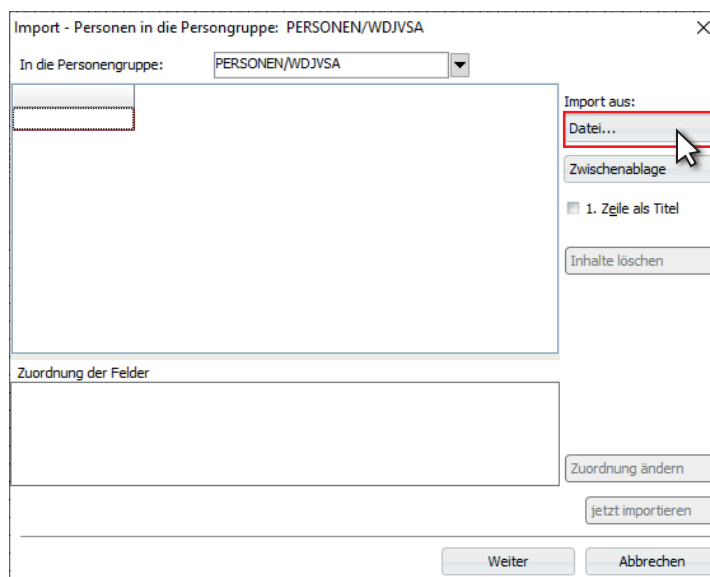 Import - Personen in die Persongruppe: PERSONEN/WDJVSA
In die Personengruppe: PERSONEN/WDJVSA
Import aus:
Datei...
Zwischenablage
1. Zeile als Titel
Inhalte löschen
Zuordnung der Felder
Zuordnung ändern
jetzt importieren
Weiter Abbrechen